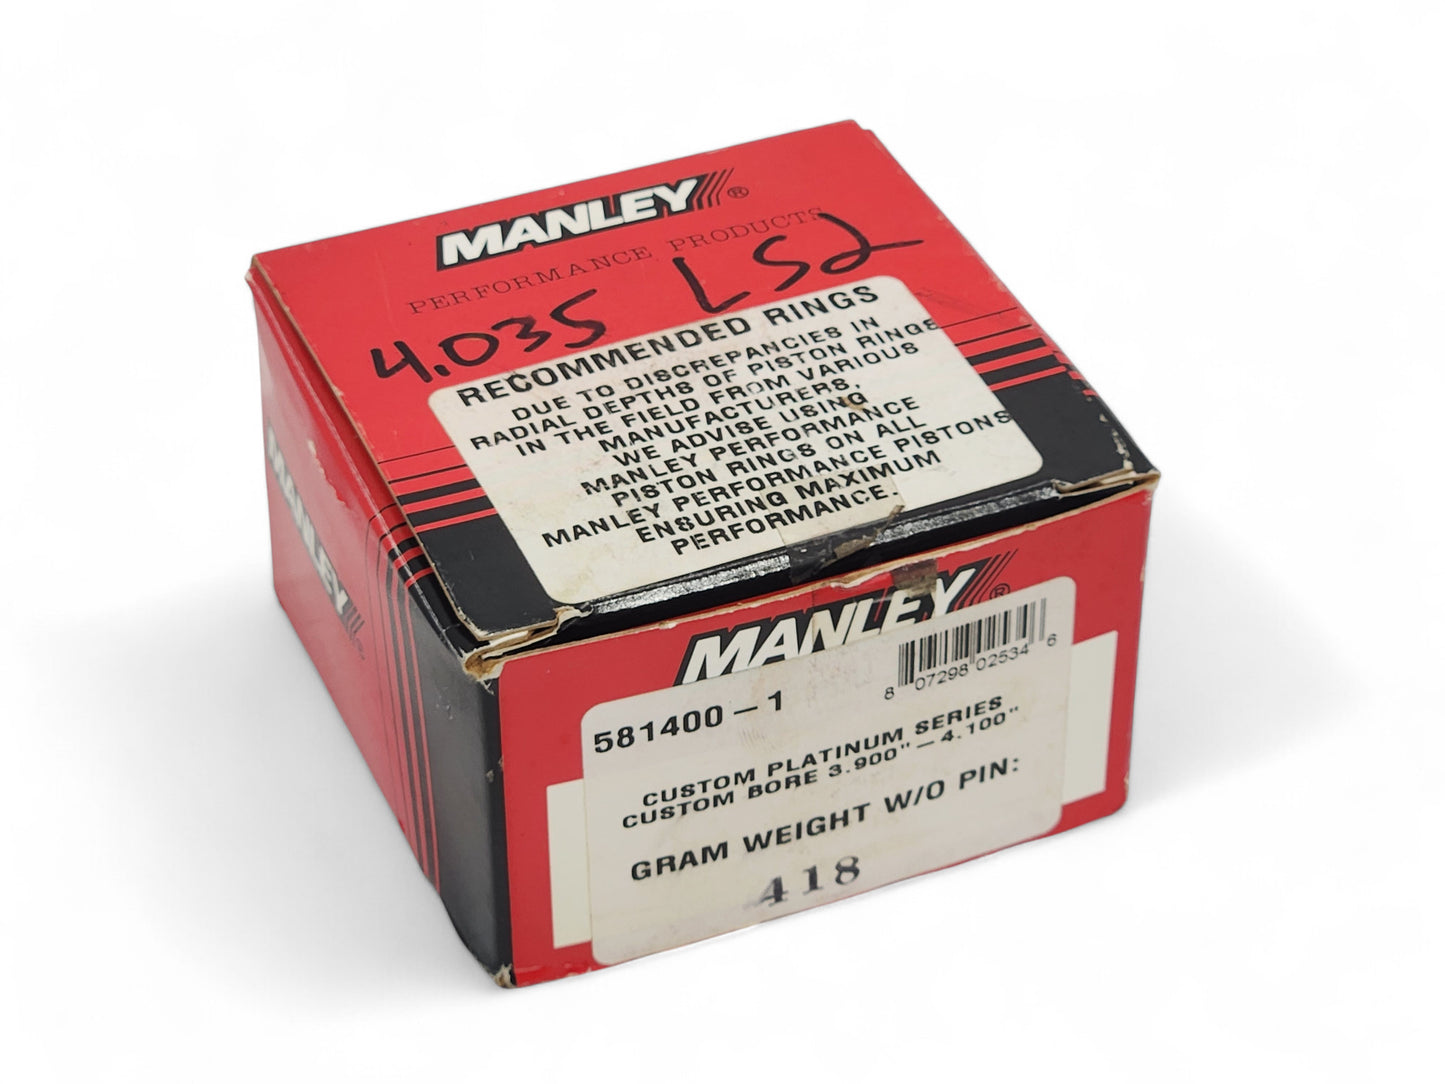 MANLEY®
PERFORMANCE PRODUCTS
4.035 LS2
RECOMMENDED RINGS
DUE TO DISCREPANCIES IN
RADIAL DEPTHS OF PISTON RINGS
IN THE FIELD FROM VARIOUS
MANUFACTURERS,
WE ADVISE USING
MANLEY PERFORMANCE
PISTON RINGS ON ALL
MANLEY PERFORMANCE PISTONS
ENSURING MAXIMUM
PERFORMANCE.
MANLEY
MANLEY
MANLEY®
581400-1
8 07298 02534 6
CUSTOM PLATINUM SERIES
CUSTOM BORE 3.900"-4.100"
GRAM WEIGHT W/O PIN:
418